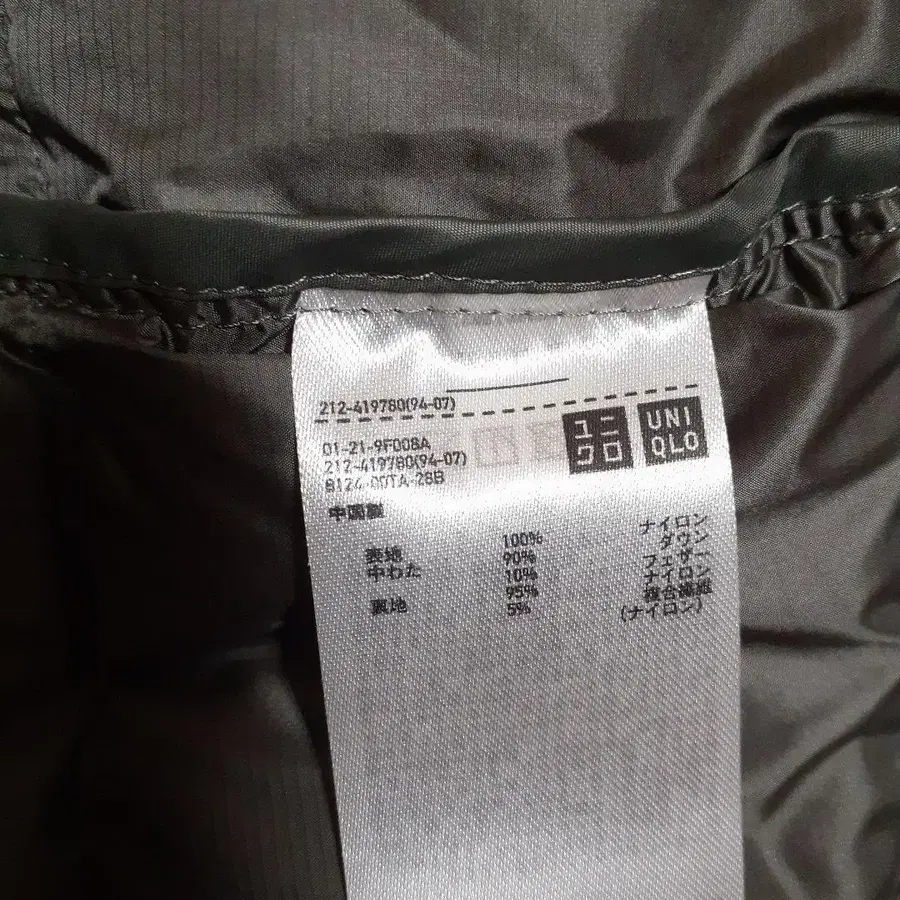 212-419780(94-07)
01-21-9F008A
212-419780(94-07)
8124-00TA-28B
ユニ
クロ
UNI
QLO
中国製
表地 100% ナイロン
中わた 90% ダウン
10% フェザー
裏地 95% ナイロン
5% 複合繊維
(ナイロン)